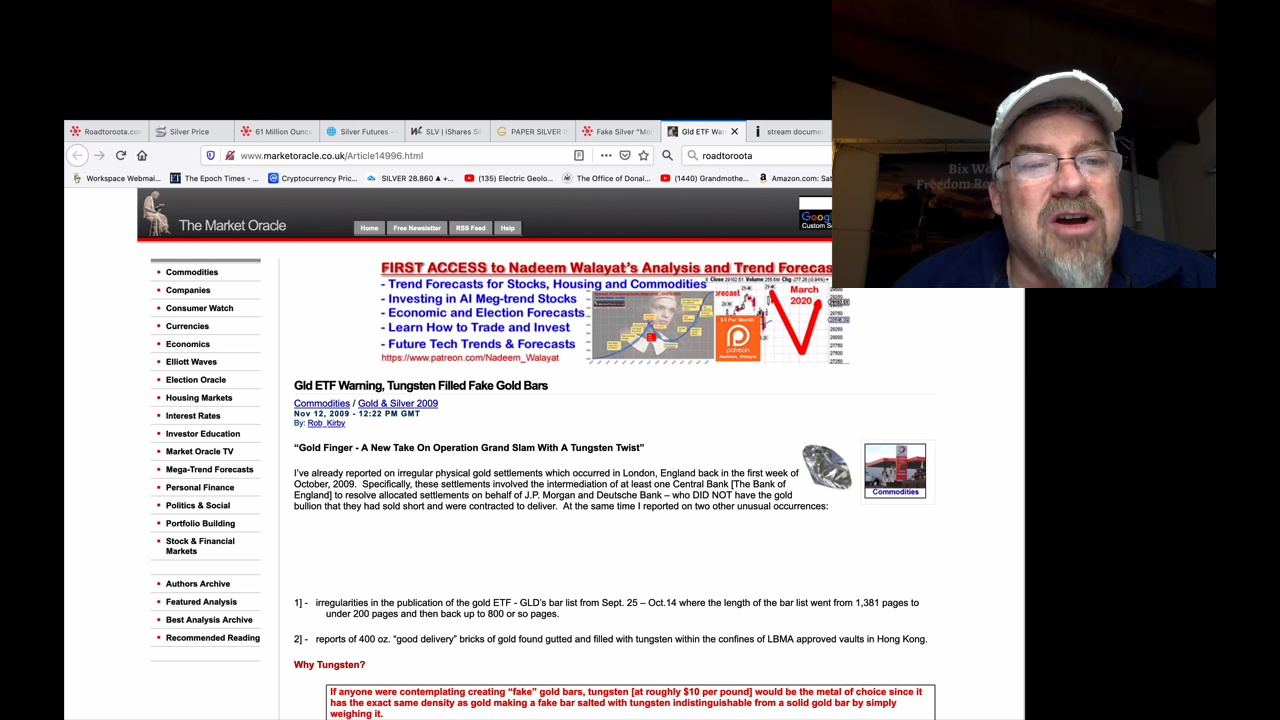 Roadtoroota.co
Silver Price
61 Million Ounc
Silver Futures -
SLV | iShares Si
PAPER SILVER I
Fake Silver "Mo
Gld ETF Warn
stream docume
www.marketoracle.co.uk/Article14996.html
roadtoroota
Workspace Webmai...
The Epoch Times - ...
Cryptocurrency Pric...
SILVER 28.860 ▲ +...
(135) Electric Geolo...
The Office of Donal...
(1440) Grandmothe...
Amazon.com: Sat
Bix We
Freedom Ro
The Market Oracle
Home
Free Newsletter
RSS Feed
Help
Goog
Custom Se
Commodities
Companies
Consumer Watch
Currencies
Economics
Elliott Waves
Election Oracle
Housing Markets
Interest Rates
Investor Education
Market Oracle TV
Mega-Trend Forecasts
Personal Finance
Politics & Social
Portfolio Building
Stock & Financial
Markets
Authors Archive
Featured Analysis
Best Analysis Archive
Recommended Reading
FIRST ACCESS to Nadeem Walayat's Analysis and Trend Forecas
- Trend Forecasts for Stocks, Housing and Commodities
- Investing in AI Meg-trend Stocks
- Economic and Election Forecasts
- Learn How to Trade and Invest
- Future Tech Trends & Forecasts
https://www.patreon.com/Nadeem_Walayat
$3 Per Month
patreon
Nadeem_Walayat
March
2020
Gld ETF Warning, Tungsten Filled Fake Gold Bars
Commodities / Gold & Silver 2009
Nov 12, 2009 - 12:22 PM GMT
By: Rob_Kirby
“Gold Finger - A New Take On Operation Grand Slam With A Tungsten Twist”
I’ve already reported on irregular physical gold settlements which occurred in London, England back in the first week of
October, 2009. Specifically, these settlements involved the intermediation of at least one Central Bank [The Bank of
England] to resolve allocated settlements on behalf of J.P. Morgan and Deutsche Bank – who DID NOT have the gold
bullion that they had sold short and were contracted to deliver. At the same time I reported on two other unusual occurrences:
Commodities
1] - irregularities in the publication of the gold ETF - GLD’s bar list from Sept. 25 – Oct.14 where the length of the bar list went from 1,381 pages to
under 200 pages and then back up to 800 or so pages.
2] - reports of 400 oz. “good delivery” bricks of gold found gutted and filled with tungsten within the confines of LBMA approved vaults in Hong Kong.
Why Tungsten?
If anyone were contemplating creating “fake” gold bars, tungsten [at roughly $10 per pound] would be the metal of choice since it
has the exact same density as gold making a fake bar salted with tungsten indistinguishable from a solid gold bar by simply
weighing it.